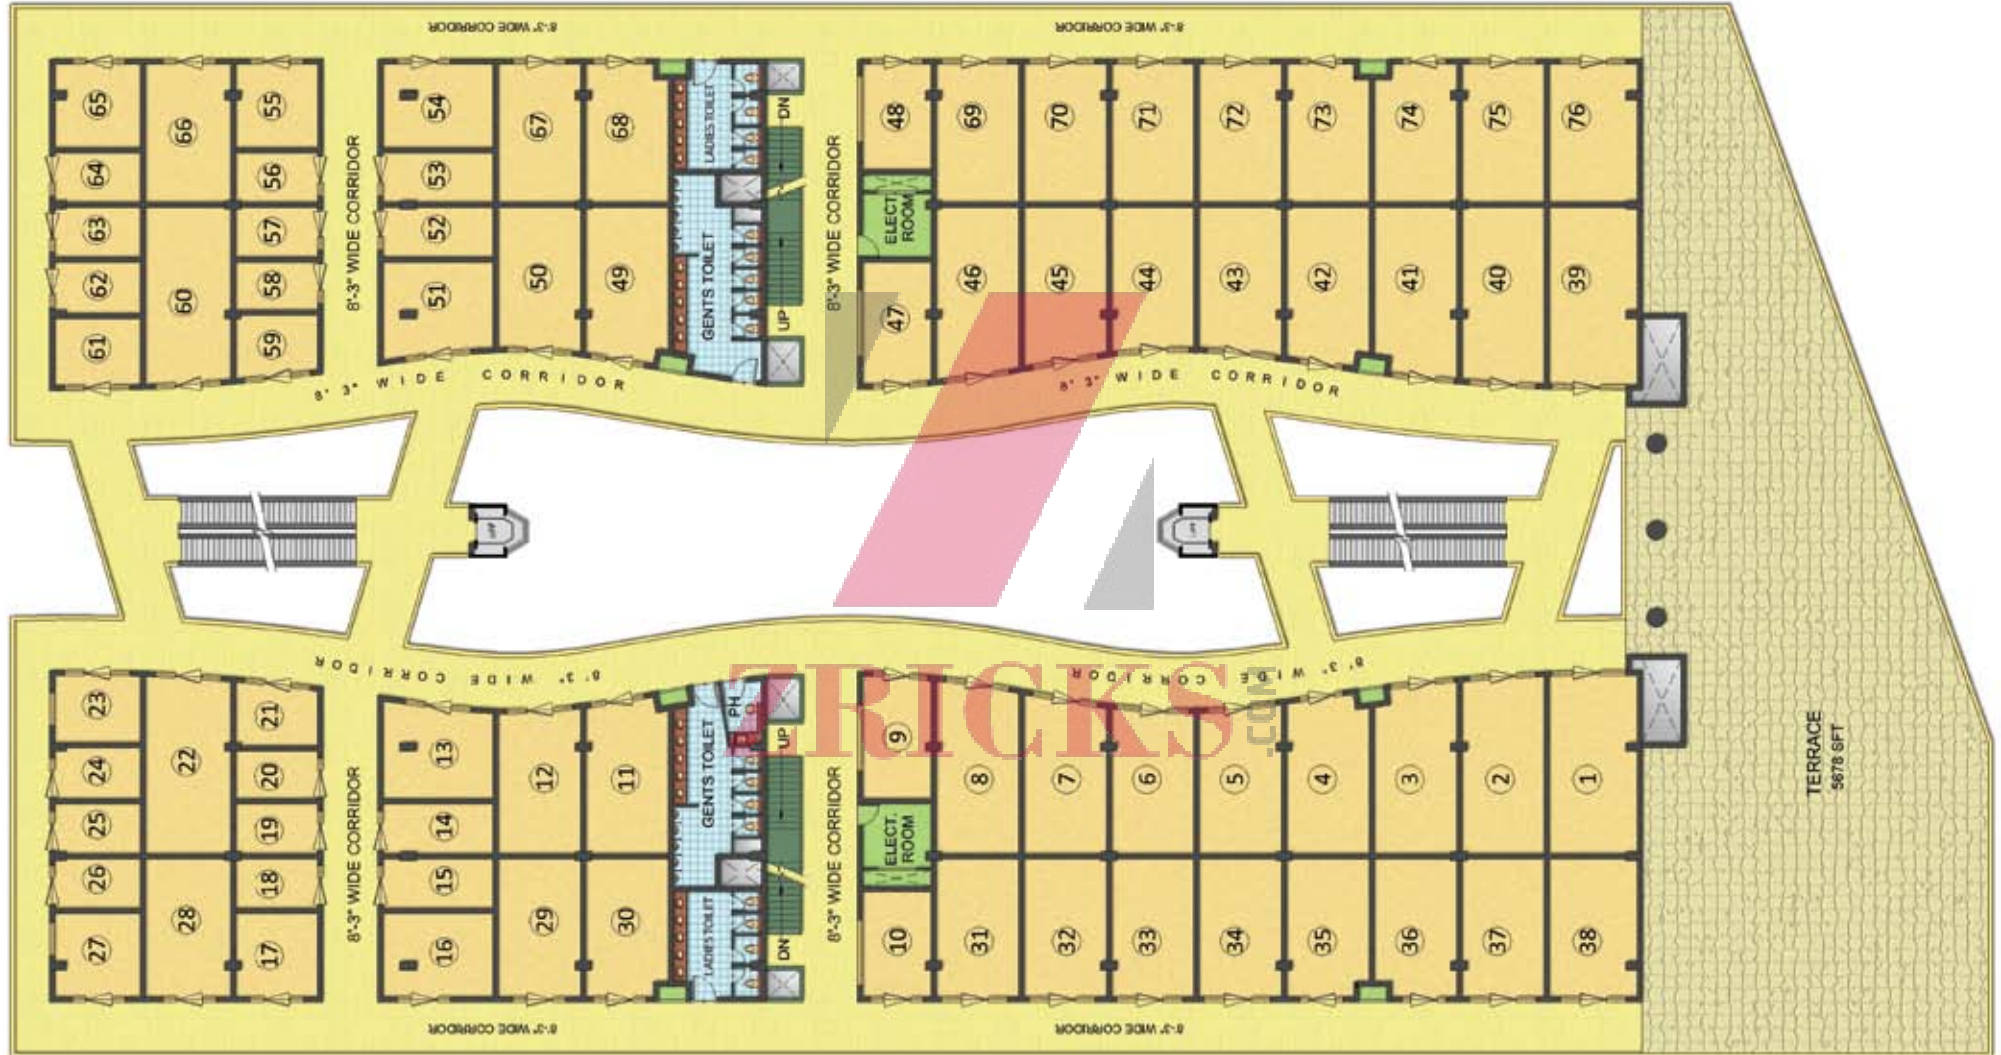 8'-3" WIDE CORRIDOR
8'-3" WIDE CORRIDOR
65
66
55
54
67
68
LADIES TOILET
DN
48
69
70
71
72
73
74
75
76
64
56
53
8'-3" WIDE CORRIDOR
8'-3" WIDE CORRIDOR
63
57
52
ELECT.
ROOM
62
60
58
51
50
49
GENTS TOILET
46
45
44
43
42
41
40
39
61
59
UP
47
8' 3" WIDE CORRIDOR
8' 3" WIDE CORRIDOR
LIFT
LIFT
8'.3" WIDE CORRIDOR
8'.3" WIDE CORRIDOR
ZRICKS
.COM
23
22
21
13
12
11
GENTS TOILET
PH
UP
9
8
7
6
5
4
3
2
1
TERRACE
5678 SFT
24
20
25
19
14
8'-3" WIDE CORRIDOR
8'-3" WIDE CORRIDOR
ELECT.
ROOM
26
18
15
27
28
17
16
29
30
LADIES TOILET
DN
10
31
32
33
34
35
36
37
38
8'-3" WIDE CORRIDOR
8'-3" WIDE CORRIDOR